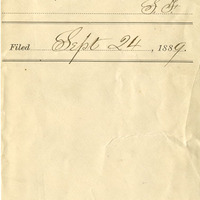 S. F.
Filed Sept 24, 1889.